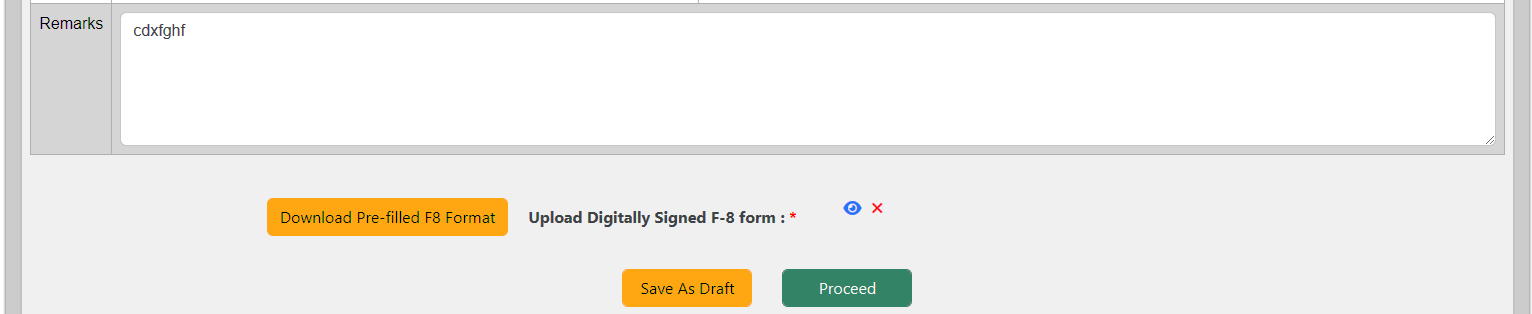 Remarks
cdxfghf
Download Pre-filled F8 Format
Upload Digitally Signed F-8 form : *
Save As Draft
Proceed